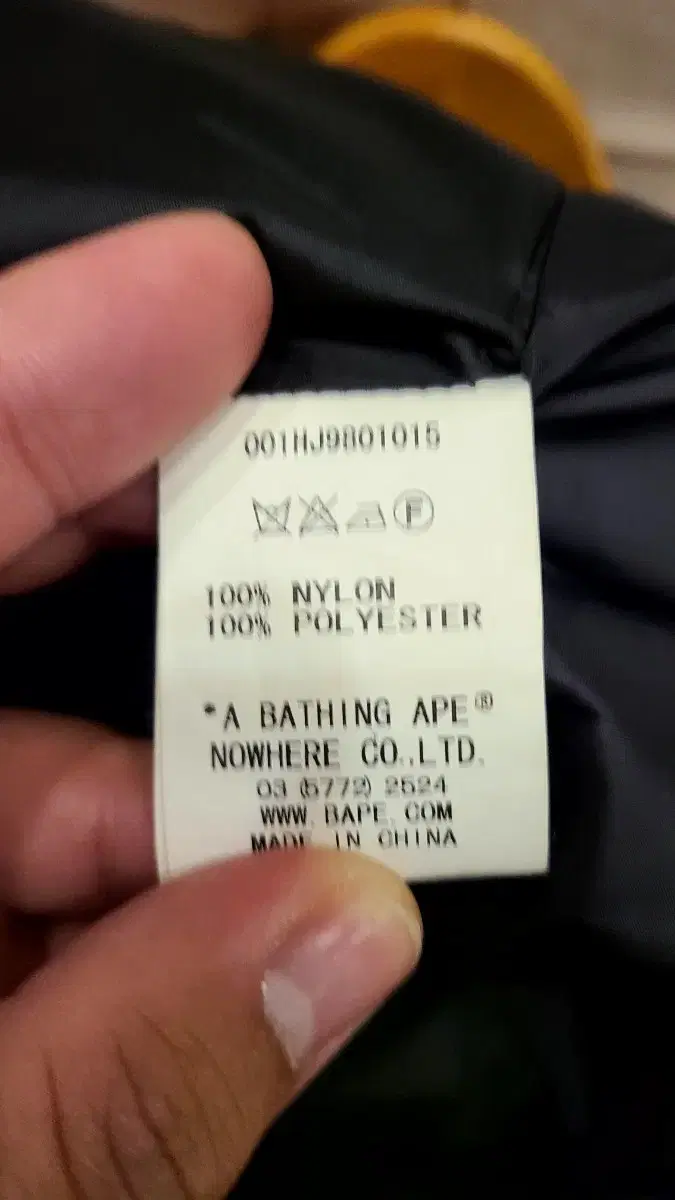 001HJ9801015
F
100% NYLON
100% POLYESTER
*A BATHING APE®
NOWHERE CO.,LTD.
03 (5772) 2524
WWW. BAPE. COM
MADE IN CHINA